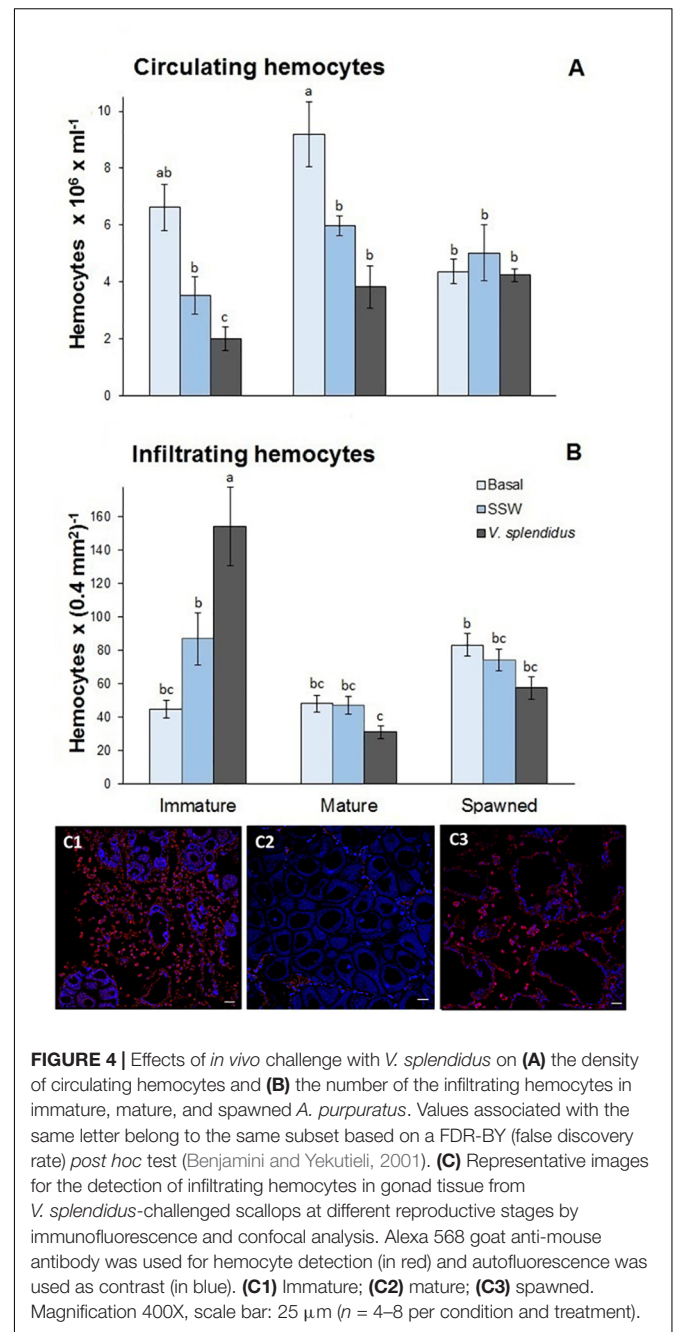 Circulating hemocytes
A
Hemocytes x 10⁶ x ml⁻¹
10
8
6
4
2
0
ab
b
c
a
b
b
b
b
b
Infiltrating hemocytes
B
Hemocytes x (0.4 mm²)⁻¹
160
140
120
100
80
60
40
20
0
Basal
SSW
V. splendidus
bc
b
a
bc
bc
c
b
bc
bc
Immature Mature Spawned
C1 C2 C3
FIGURE 4 | Effects of in vivo challenge with V. splendidus on (A) the density
of circulating hemocytes and (B) the number of the infiltrating hemocytes in
immature, mature, and spawned A. purpuratus. Values associated with the
same letter belong to the same subset based on a FDR-BY (false discovery
rate) post hoc test (Benjamini and Yekutieli, 2001). (C) Representative images
for the detection of infiltrating hemocytes in gonad tissue from
V. splendidus-challenged scallops at different reproductive stages by
immunofluorescence and confocal analysis. Alexa 568 goat anti-mouse
antibody was used for hemocyte detection (in red) and autofluorescence was
used as contrast (in blue). (C1) Immature; (C2) mature; (C3) spawned.
Magnification 400X, scale bar: 25 μm (n = 4–8 per condition and treatment).